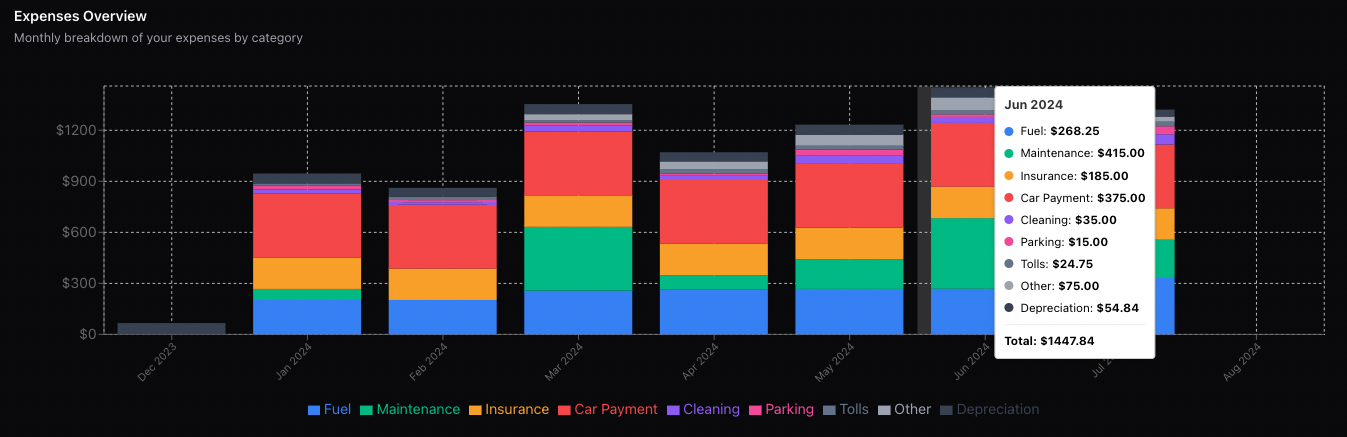 Expenses Overview
Monthly breakdown of your expenses by category
$1200
$900
$600
$300
$0
Dec 2023
Jan 2024
Feb 2024
Mar 2024
Apr 2024
May 2024
Jun 2024
Jul
Aug 2024
Jun 2024
Fuel: $268.25
Maintenance: $415.00
Insurance: $185.00
Car Payment: $375.00
Cleaning: $35.00
Parking: $15.00
Tolls: $24.75
Other: $75.00
Depreciation: $54.84
Total: $1447.84
Fuel Maintenance Insurance Car Payment Cleaning Parking Tolls Other Depreciation